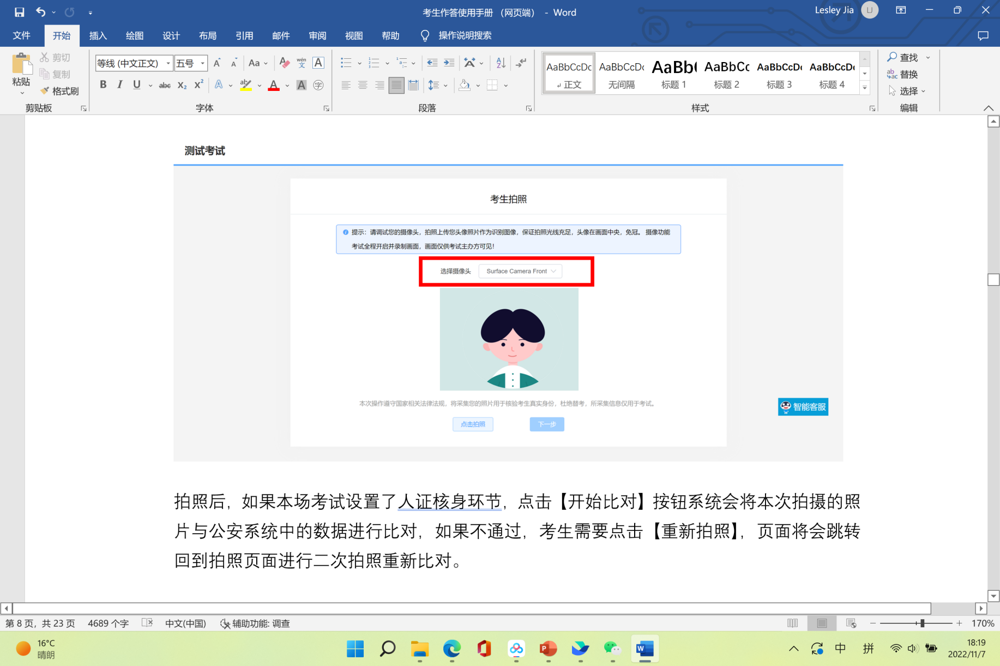 考生作答使用手册 （网页端） - Word
Lesley Jia
LJ
文件
开始
插入
绘图
设计
布局
引用
邮件
审阅
视图
帮助
操作说明搜索
粘贴
剪切
复制
格式刷
剪贴板
等线 (中文正文)
五号
Aa
字体
段落
AaBbCcDc
正文
AaBbCcDc
无间隔
AaBb(
标题 1
AaBbCc
标题 2
AaBbCcDc
标题 3
AaBbCcDc
标题 4
样式
查找
替换
选择
编辑
测试考试
考生拍照
提示：请调试您的摄像头，拍照上传您头像照片作为识别图像，保证拍照光线充足，头像在画面中央，免冠。 摄像功能
考试全程开启并录制画面，画面仅供考试主办方可见！
选择摄像头
Surface Camera Front
本次操作遵守国家相关法律法规，将采集您的照片用于核验考生真实身份，杜绝替考，所采集信息仅用于考试。
点击拍照
下一步
智能客服
拍照后，如果本场考试设置了人证核身环节，点击【开始比对】按钮系统会将本次拍摄的照
片与公安系统中的数据进行比对，如果不通过，考生需要点击【重新拍照】，页面将会跳转
回到拍照页面进行二次拍照重新比对。
第 8 页，共 23 页
4689 个字
中文(中国)
辅助功能: 调查
170%
16°C
晴朗
中
拼
18:19
2022/11/7